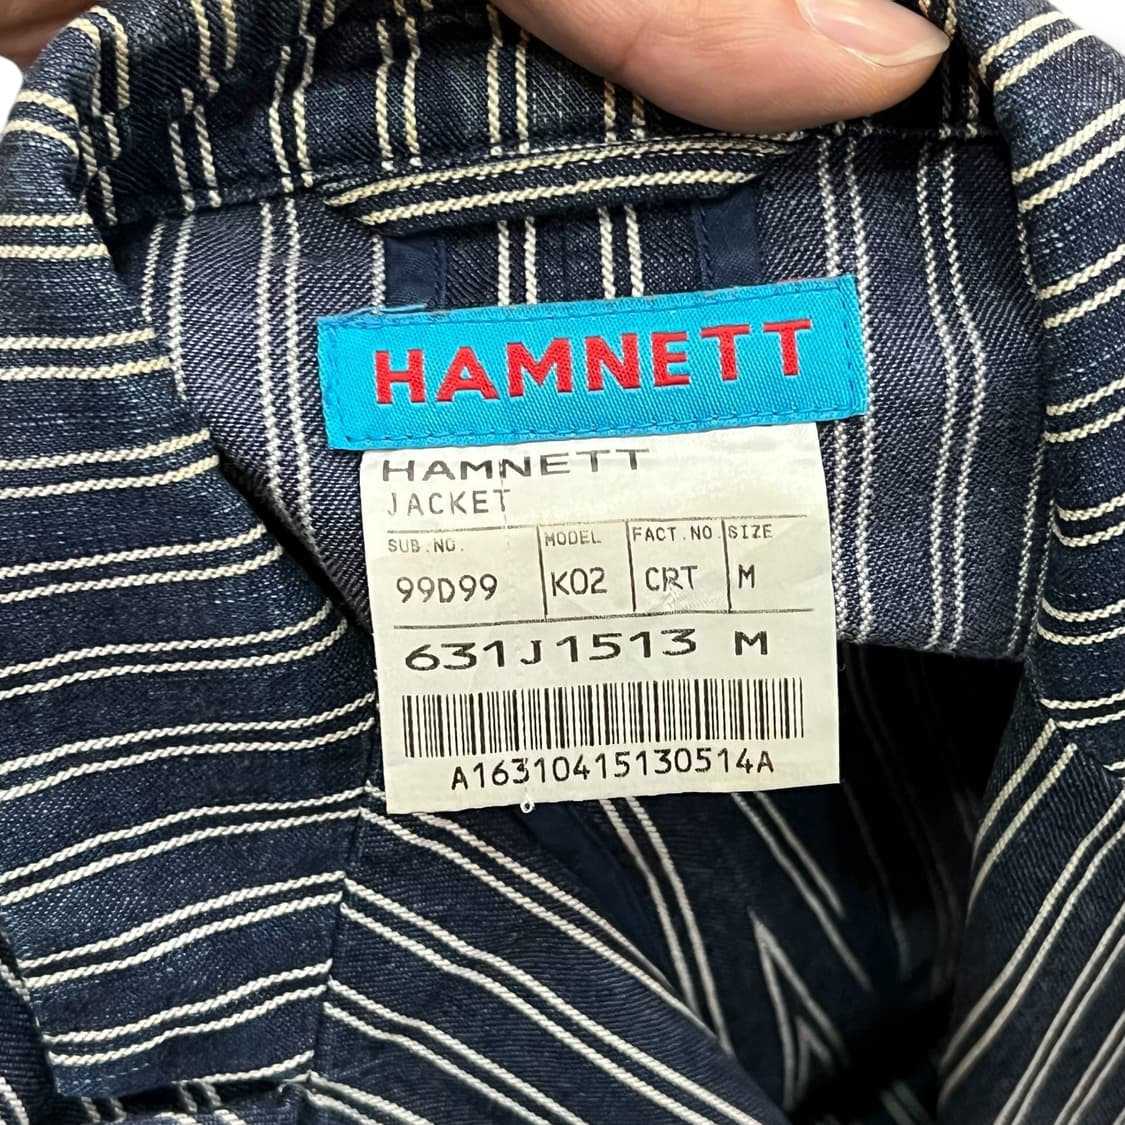 HAMNETT
HAMNETT
JACKET
SUB.NO. MODEL FACT.NO. SIZE
99D99 K02 CRT M
631J1513 M
A16310415130514A